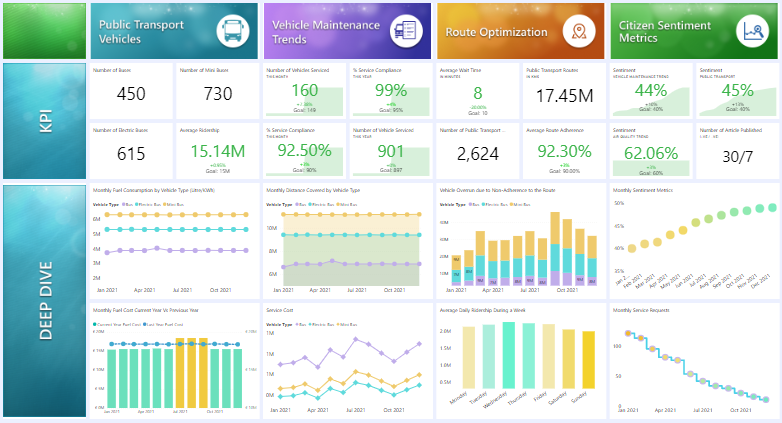 Public Transport
Vehicles
Vehicle Maintenance
Trends
Route Optimization
Citizen Sentiment
Metrics
KPI
Number of Buses
450
Number of Mini Buses
730
Number of Vehicles Serviced
THIS MONTH
160
Goal: 149
% Service Compliance
THIS YEAR
99%
Goal: 95%
Average Wait Time
IN MINUTES
8
Goal: 10
Public Transport Routes
IN KMS
17.45M
Sentiment
VEHICLE MAINTENANCE TREND
44%
Goal: 40%
Sentiment
PUBLIC TRANSPORT
45%
Goal: 40%
Number of Electric Buses
615
Average Ridership
15.14M
Goal: 15M
% Service Compliance
THIS MONTH
92.50%
Goal: 90%
Number of Vehicle Serviced
THIS YEAR
901
Goal: 897
Number of Public Transport ...
2,624
Average Route Adherence
92.30%
Goal: 90.00%
Sentiment
AIR QUALITY TREND
62.06%
Goal: 60%
Number of Article Published
30/7
DEEP DIVE
Monthly Fuel Consumption by Vehicle Type (Litre/KWH)
Vehicle Type Bus Electric Bus Mini Bus
6M
5M
4M
3M
2M
Jan 2021 Apr 2021 Jul 2021 Oct 2021
Monthly Distance Covered by Vehicle Type
Vehicle Type Bus Electric Bus Mini Bus
10M
8M
6M
Jan 2021 Apr 2021 Jul 2021 Oct 2021
Vehicle Overrun due to Non-Adherence to the Route
Vehicle Type Bus Electric Bus Mini Bus
Jan 2021 Apr 2021 Jul 2021 Oct 2021
Monthly Sentiment Metrics
50%
45%
40%
35%
Feb 2021 Mar 2021 Apr 2021 May 2021 Jun 2021 Jul 2021 Aug 2021 Sep 2021 Oct 2021 Nov 2021 Dec 2021
Monthly Fuel Cost Current Year Vs Previous Year
Current Year Fuel Cost Last Year Fuel Cost
Jan 2021 Apr 2021 Jul 2021 Oct 2021
Service Cost
Vehicle Type Bus Electric Bus Mini Bus
1M
1M
0M
0M
Jan 2021 Apr 2021 Jul 2021 Oct 2021
Average Daily Ridership During a Week
2.0M
1.5M
1.0M
0.5M
Monday Tuesday Wednesday Thursday Friday Saturday Sunday
Monthly Service Requests
100
50
0
Jan 2021 Apr 2021 Jul 2021 Oct 2021